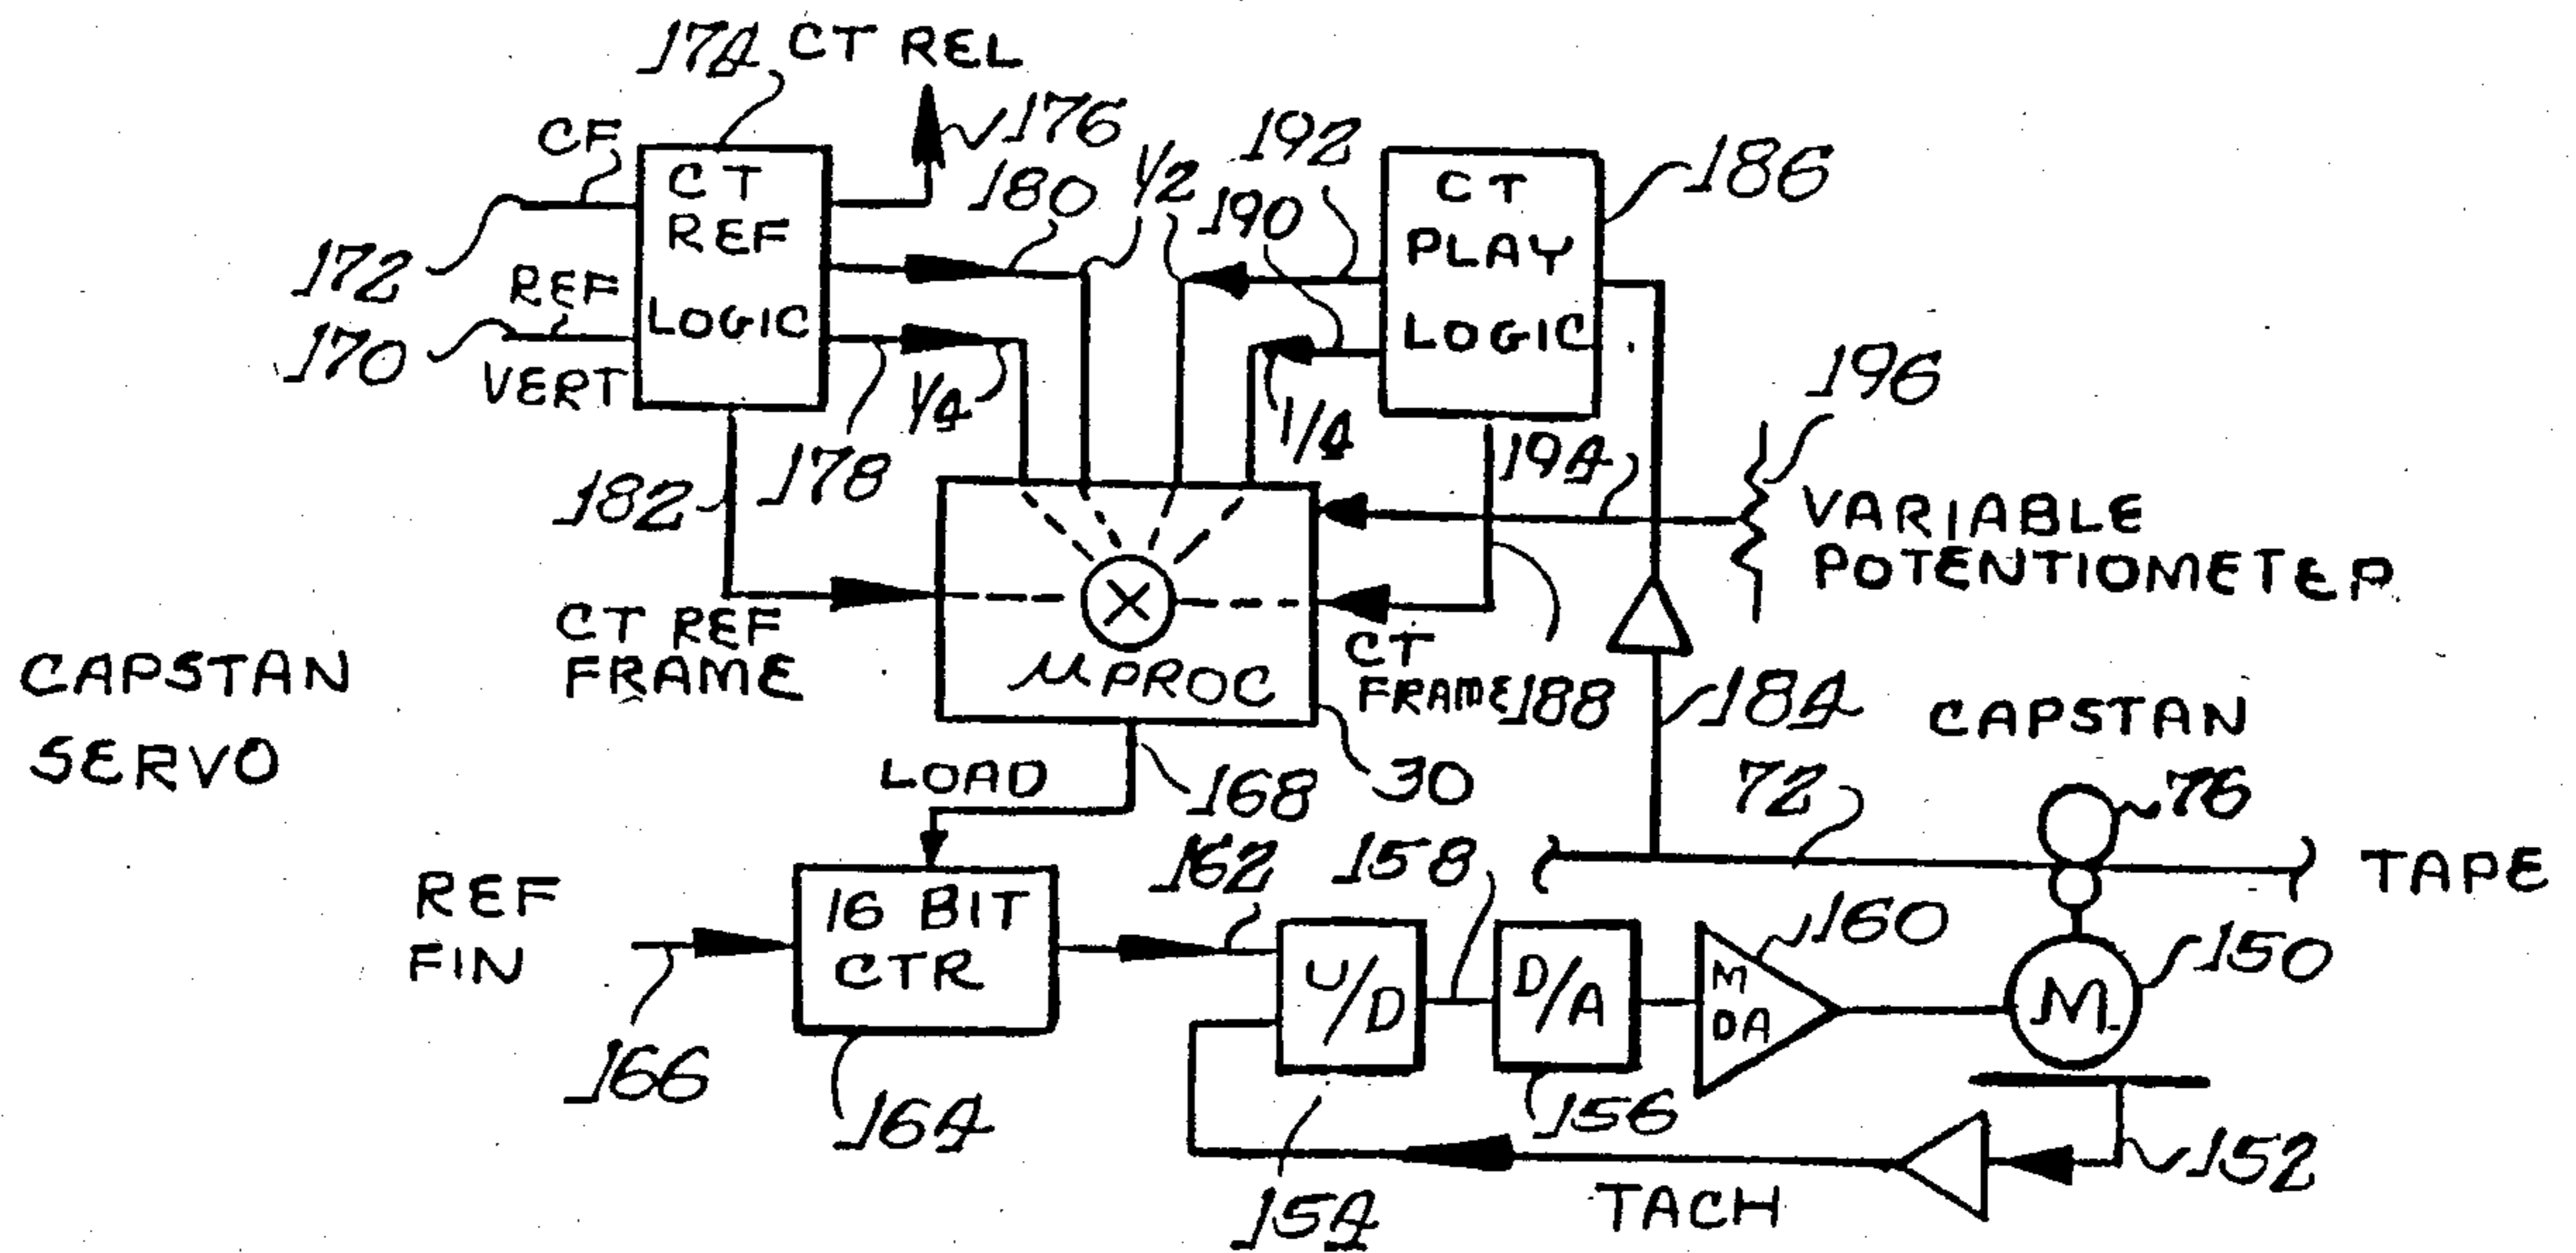 174 CT REL
CF
CT
REF
LOGIC
176
180
1/2
192
190
CT
PLAY
LOGIC
186
172
REF
VERT
170
1/4
178
1/4
182
194
196
VARIABLE
POTENTIOMETER
CT REF
FRAME
μ PROC
CT
FRAME
188
184
CAPSTAN
SERVO
CAPSTAN
LOAD
168
30
72
76
TAPE
REF
FIN
16 BIT
CTR
162
158
U/D
D/A
M
DA
160
M
150
166
164
154
156
TACH
152